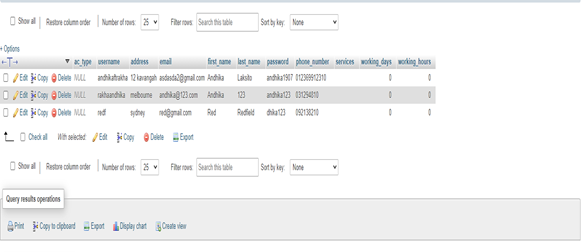 Show all Restore column order Number of rows: 25 Filter rows: Search this table Sort by key: None
+ Options
ac_type username address email first_name last_name password phone_number services working_days working_hours
Edit Copy Delete NULL andhikaftrakha 12 kavangah asdasda2@gmail.com Andhika Laksito andhika1907 012369912310 0 0
Edit Copy Delete NULL rakhaandhika melbourne andhika@123.com Andhika 123 andhika123 031294810 0 0
Edit Copy Delete NULL redf sydney red@gmail.com Red Redfield dhika123 092138210 0 0
Check all With selected: Edit Copy Delete Export
Show all Restore column order Number of rows: 25 Filter rows: Search this table Sort by key: None
Query results operations
Print Copy to clipboard Export Display chart Create view